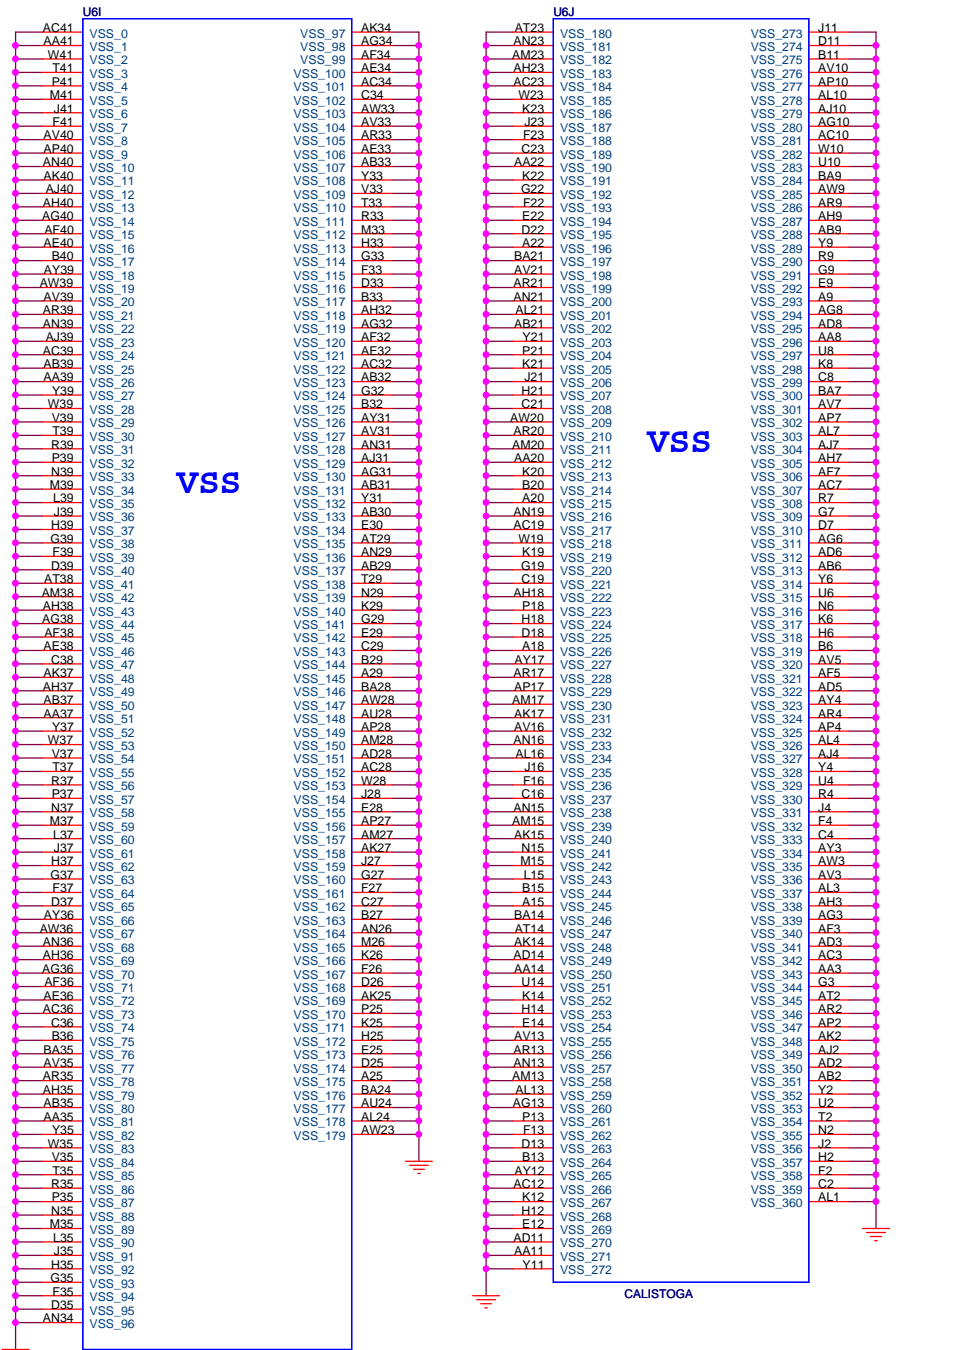 U6I
AC41 VSS_0
AA41 VSS_1
W41 VSS_2
T41 VSS_3
P41 VSS_4
M41 VSS_5
J41 VSS_6
F41 VSS_7
AV40 VSS_8
AP40 VSS_9
AN40 VSS_10
AK40 VSS_11
AJ40 VSS_12
AH40 VSS_13
AG40 VSS_14
AF40 VSS_15
AE40 VSS_16
B40 VSS_17
AY39 VSS_18
AW39 VSS_19
AV39 VSS_20
AR39 VSS_21
AN39 VSS_22
AJ39 VSS_23
AC39 VSS_24
AB39 VSS_25
AA39 VSS_26
Y39 VSS_27
W39 VSS_28
V39 VSS_29
T39 VSS_30
R39 VSS_31
P39 VSS_32
N39 VSS_33
M39 VSS_34
L39 VSS_35
J39 VSS_36
H39 VSS_37
G39 VSS_38
F39 VSS_39
D39 VSS_40
AT38 VSS_41
AM38 VSS_42
AH38 VSS_43
AG38 VSS_44
AF38 VSS_45
AE38 VSS_46
C38 VSS_47
AK37 VSS_48
AH37 VSS_49
AB37 VSS_50
AA37 VSS_51
Y37 VSS_52
W37 VSS_53
V37 VSS_54
T37 VSS_55
R37 VSS_56
P37 VSS_57
N37 VSS_58
M37 VSS_59
L37 VSS_60
J37 VSS_61
H37 VSS_62
G37 VSS_63
F37 VSS_64
D37 VSS_65
AY36 VSS_66
AW36 VSS_67
AN36 VSS_68
AH36 VSS_69
AG36 VSS_70
AF36 VSS_71
AE36 VSS_72
AC36 VSS_73
C36 VSS_74
B36 VSS_75
BA35 VSS_76
AV35 VSS_77
AR35 VSS_78
AH35 VSS_79
AB35 VSS_80
AA35 VSS_81
Y35 VSS_82
W35 VSS_83
V35 VSS_84
T35 VSS_85
R35 VSS_86
P35 VSS_87
N35 VSS_88
M35 VSS_89
L35 VSS_90
J35 VSS_91
H35 VSS_92
G35 VSS_93
F35 VSS_94
D35 VSS_95
AN34 VSS_96
VSS
VSS_97 AK34
VSS_98 AG34
VSS_99 AF34
VSS_100 AE34
VSS_101 AC34
VSS_102 C34
VSS_103 AW33
VSS_104 AV33
VSS_105 AR33
VSS_106 AE33
VSS_107 AB33
VSS_108 Y33
VSS_109 V33
VSS_110 T33
VSS_111 R33
VSS_112 M33
VSS_113 H33
VSS_114 G33
VSS_115 F33
VSS_116 D33
VSS_117 B33
VSS_118 AH32
VSS_119 AG32
VSS_120 AF32
VSS_121 AE32
VSS_122 AC32
VSS_123 AB32
VSS_124 G32
VSS_125 B32
VSS_126 AY31
VSS_127 AV31
VSS_128 AN31
VSS_129 AJ31
VSS_130 AG31
VSS_131 AB31
VSS_132 Y31
VSS_133 AB30
VSS_134 E30
VSS_135 AT29
VSS_136 AN29
VSS_137 AB29
VSS_138 T29
VSS_139 N29
VSS_140 K29
VSS_141 G29
VSS_142 E29
VSS_143 C29
VSS_144 B29
VSS_145 A29
VSS_146 BA28
VSS_147 AW28
VSS_148 AU28
VSS_149 AP28
VSS_150 AM28
VSS_151 AD28
VSS_152 AC28
VSS_153 W28
VSS_154 J28
VSS_155 E28
VSS_156 AP27
VSS_157 AM27
VSS_158 AK27
VSS_159 J27
VSS_160 G27
VSS_161 F27
VSS_162 C27
VSS_163 B27
VSS_164 AN26
VSS_165 M26
VSS_166 K26
VSS_167 F26
VSS_168 D26
VSS_169 AK25
VSS_170 P25
VSS_171 K25
VSS_172 H25
VSS_173 E25
VSS_174 D25
VSS_175 A25
VSS_176 BA24
VSS_177 AU24
VSS_178 AL24
VSS_179 AW23
U6J
AT23 VSS_180
AN23 VSS_181
AM23 VSS_182
AH23 VSS_183
AC23 VSS_184
W23 VSS_185
K23 VSS_186
J23 VSS_187
F23 VSS_188
C23 VSS_189
AA22 VSS_190
K22 VSS_191
G22 VSS_192
F22 VSS_193
E22 VSS_194
D22 VSS_195
A22 VSS_196
BA21 VSS_197
AV21 VSS_198
AR21 VSS_199
AN21 VSS_200
AL21 VSS_201
AB21 VSS_202
Y21 VSS_203
P21 VSS_204
K21 VSS_205
J21 VSS_206
H21 VSS_207
C21 VSS_208
AW20 VSS_209
AR20 VSS_210
AM20 VSS_211
AA20 VSS_212
K20 VSS_213
B20 VSS_214
A20 VSS_215
AN19 VSS_216
AC19 VSS_217
W19 VSS_218
K19 VSS_219
G19 VSS_220
C19 VSS_221
AH18 VSS_222
P18 VSS_223
H18 VSS_224
D18 VSS_225
A18 VSS_226
AY17 VSS_227
AR17 VSS_228
AP17 VSS_229
AM17 VSS_230
AK17 VSS_231
AV16 VSS_232
AN16 VSS_233
AL16 VSS_234
J16 VSS_235
F16 VSS_236
C16 VSS_237
AN15 VSS_238
AM15 VSS_239
AK15 VSS_240
N15 VSS_241
M15 VSS_242
L15 VSS_243
B15 VSS_244
A15 VSS_245
BA14 VSS_246
AT14 VSS_247
AK14 VSS_248
AD14 VSS_249
AA14 VSS_250
U14 VSS_251
K14 VSS_252
H14 VSS_253
E14 VSS_254
AV13 VSS_255
AR13 VSS_256
AN13 VSS_257
AM13 VSS_258
AL13 VSS_259
AG13 VSS_260
P13 VSS_261
F13 VSS_262
D13 VSS_263
B13 VSS_264
AY12 VSS_265
AC12 VSS_266
K12 VSS_267
H12 VSS_268
E12 VSS_269
AD11 VSS_270
AA11 VSS_271
Y11 VSS_272
VSS
VSS_273 J11
VSS_274 D11
VSS_275 B11
VSS_276 AV10
VSS_277 AP10
VSS_278 AL10
VSS_279 AJ10
VSS_280 AG10
VSS_281 AC10
VSS_282 W10
VSS_283 U10
VSS_284 BA9
VSS_285 AW9
VSS_286 AR9
VSS_287 AH9
VSS_288 AB9
VSS_289 Y9
VSS_290 R9
VSS_291 G9
VSS_292 E9
VSS_293 A9
VSS_294 AG8
VSS_295 AD8
VSS_296 AA8
VSS_297 U8
VSS_298 K8
VSS_299 C8
VSS_300 BA7
VSS_301 AV7
VSS_302 AP7
VSS_303 AL7
VSS_304 AJ7
VSS_305 AH7
VSS_306 AF7
VSS_307 AC7
VSS_308 R7
VSS_309 G7
VSS_310 D7
VSS_311 AG6
VSS_312 AD6
VSS_313 AB6
VSS_314 Y6
VSS_315 U6
VSS_316 N6
VSS_317 K6
VSS_318 H6
VSS_319 B6
VSS_320 AV5
VSS_321 AF5
VSS_322 AD5
VSS_323 AY4
VSS_324 AR4
VSS_325 AP4
VSS_326 AL4
VSS_327 AJ4
VSS_328 Y4
VSS_329 U4
VSS_330 R4
VSS_331 J4
VSS_332 F4
VSS_333 C4
VSS_334 AY3
VSS_335 AW3
VSS_336 AV3
VSS_337 AL3
VSS_338 AH3
VSS_339 AG3
VSS_340 AF3
VSS_341 AD3
VSS_342 AC3
VSS_343 AA3
VSS_344 G3
VSS_345 AT2
VSS_346 AR2
VSS_347 AP2
VSS_348 AK2
VSS_349 AJ2
VSS_350 AD2
VSS_351 AB2
VSS_352 Y2
VSS_353 U2
VSS_354 T2
VSS_355 N2
VSS_356 J2
VSS_357 H2
VSS_358 F2
VSS_359 C2
VSS_360 AL1
CALISTOGA